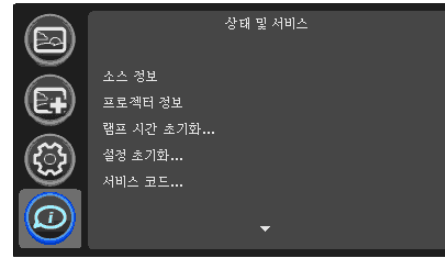 상태 및 서비스
소스 정보
프로젝터 정보
램프 시간 초기화...
설정 초기화...
서비스 코드...